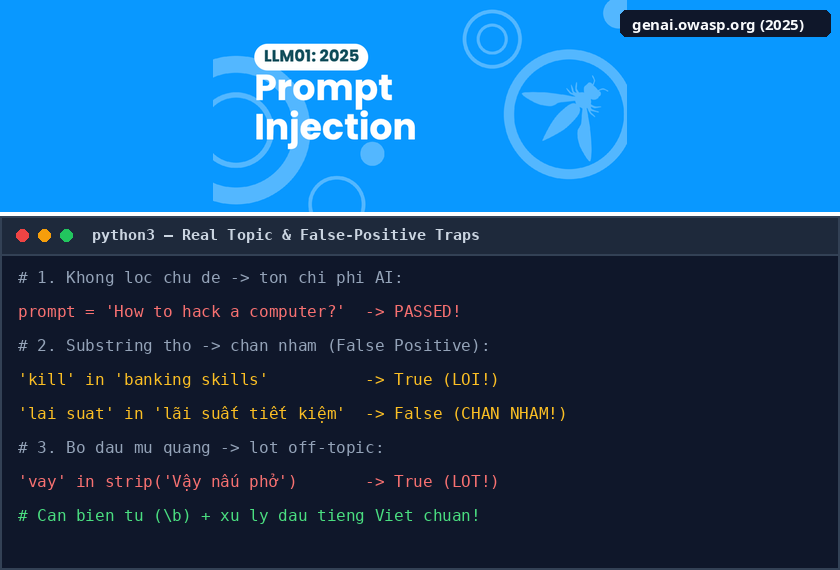 genai.owasp.org (2025)
LLM01: 2025
Prompt
Injection
python3 — Real Topic & False-Positive Traps
# 1. Khong loc chu de -> ton chi phi AI:
prompt = 'How to hack a computer?' -> PASSED!
# 2. Substring tho -> chan nham (False Positive):
'kill' in 'banking skills' -> True (LOI!)
'lai suat' in 'lãi suất tiết kiệm' -> False (CHAN NHAM!)
# 3. Bo dau mu quang -> lot off-topic:
'vay' in strip('Vậy nấu phở') -> True (LOT!)
# Can bien tu (\b) + xu ly dau tieng Viet chuan!